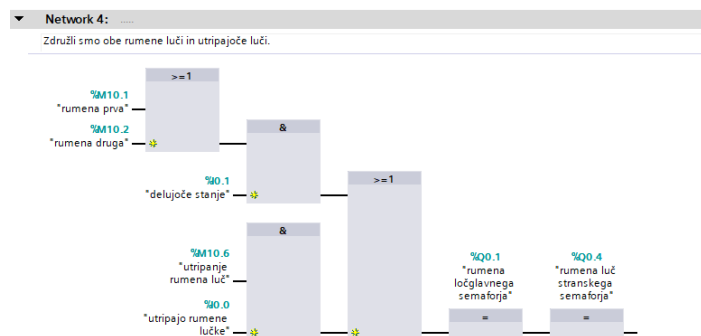 Network 4: .....
Združli smo obe rumene luči in utripajoče luči.
>=1
%M10.1
"rumena prva"
%M10.2
"rumena druga"
&
%I0.1
"delujoče stanje"
>=1
&
%M10.6
"utripanje
rumena luč"
%I0.0
"utripajo rumene
lučke"
%Q0.1
"rumena
ločglavnega
semaforja"
=
%Q0.4
"rumena luč
stranskega
semaforja"
=